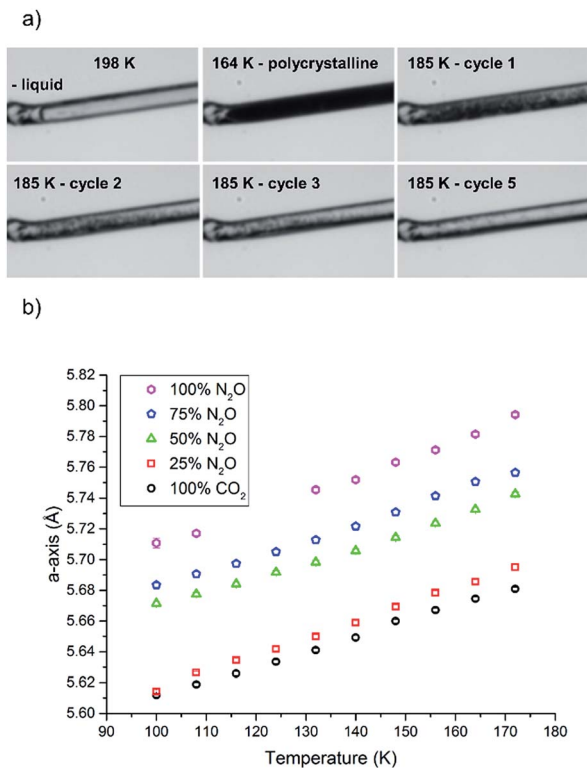 a)
198 K
- liquid
164 K - polycrystalline
185 K - cycle 1
185 K - cycle 2
185 K - cycle 3
185 K - cycle 5
b)
5.82
5.80
5.78
5.76
5.74
5.72
5.70
5.68
5.66
5.64
5.62
5.60
a-axis (Å)
100% N₂O
75% N₂O
50% N₂O
25% N₂O
100% CO₂
90 100 110 120 130 140 150 160 170 180
Temperature (K)